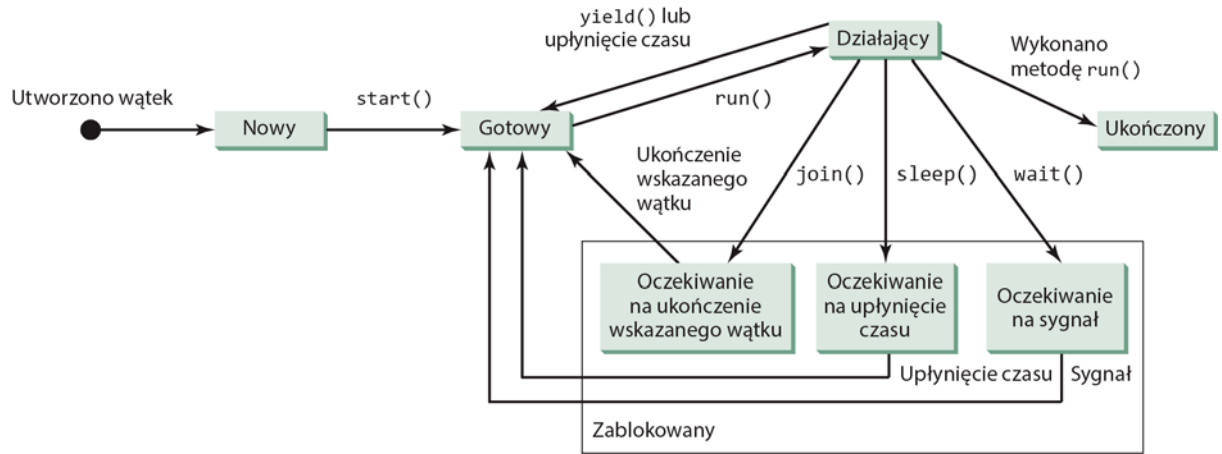 yield() lub
upłynięcie czasu
Działający
Wykonano
metodę run()
Utworzono wątek
start()
run()
Nowy
Gotowy
Ukończony
Ukończenie
wskazanego
wątku
join()
sleep()
wait()
Oczekiwanie
na ukończenie
wskazanego wątku
Oczekiwanie
na upłynięcie
czasu
Oczekiwanie
na sygnał
Upłynięcie czasu
Sygnał
Zablokowany